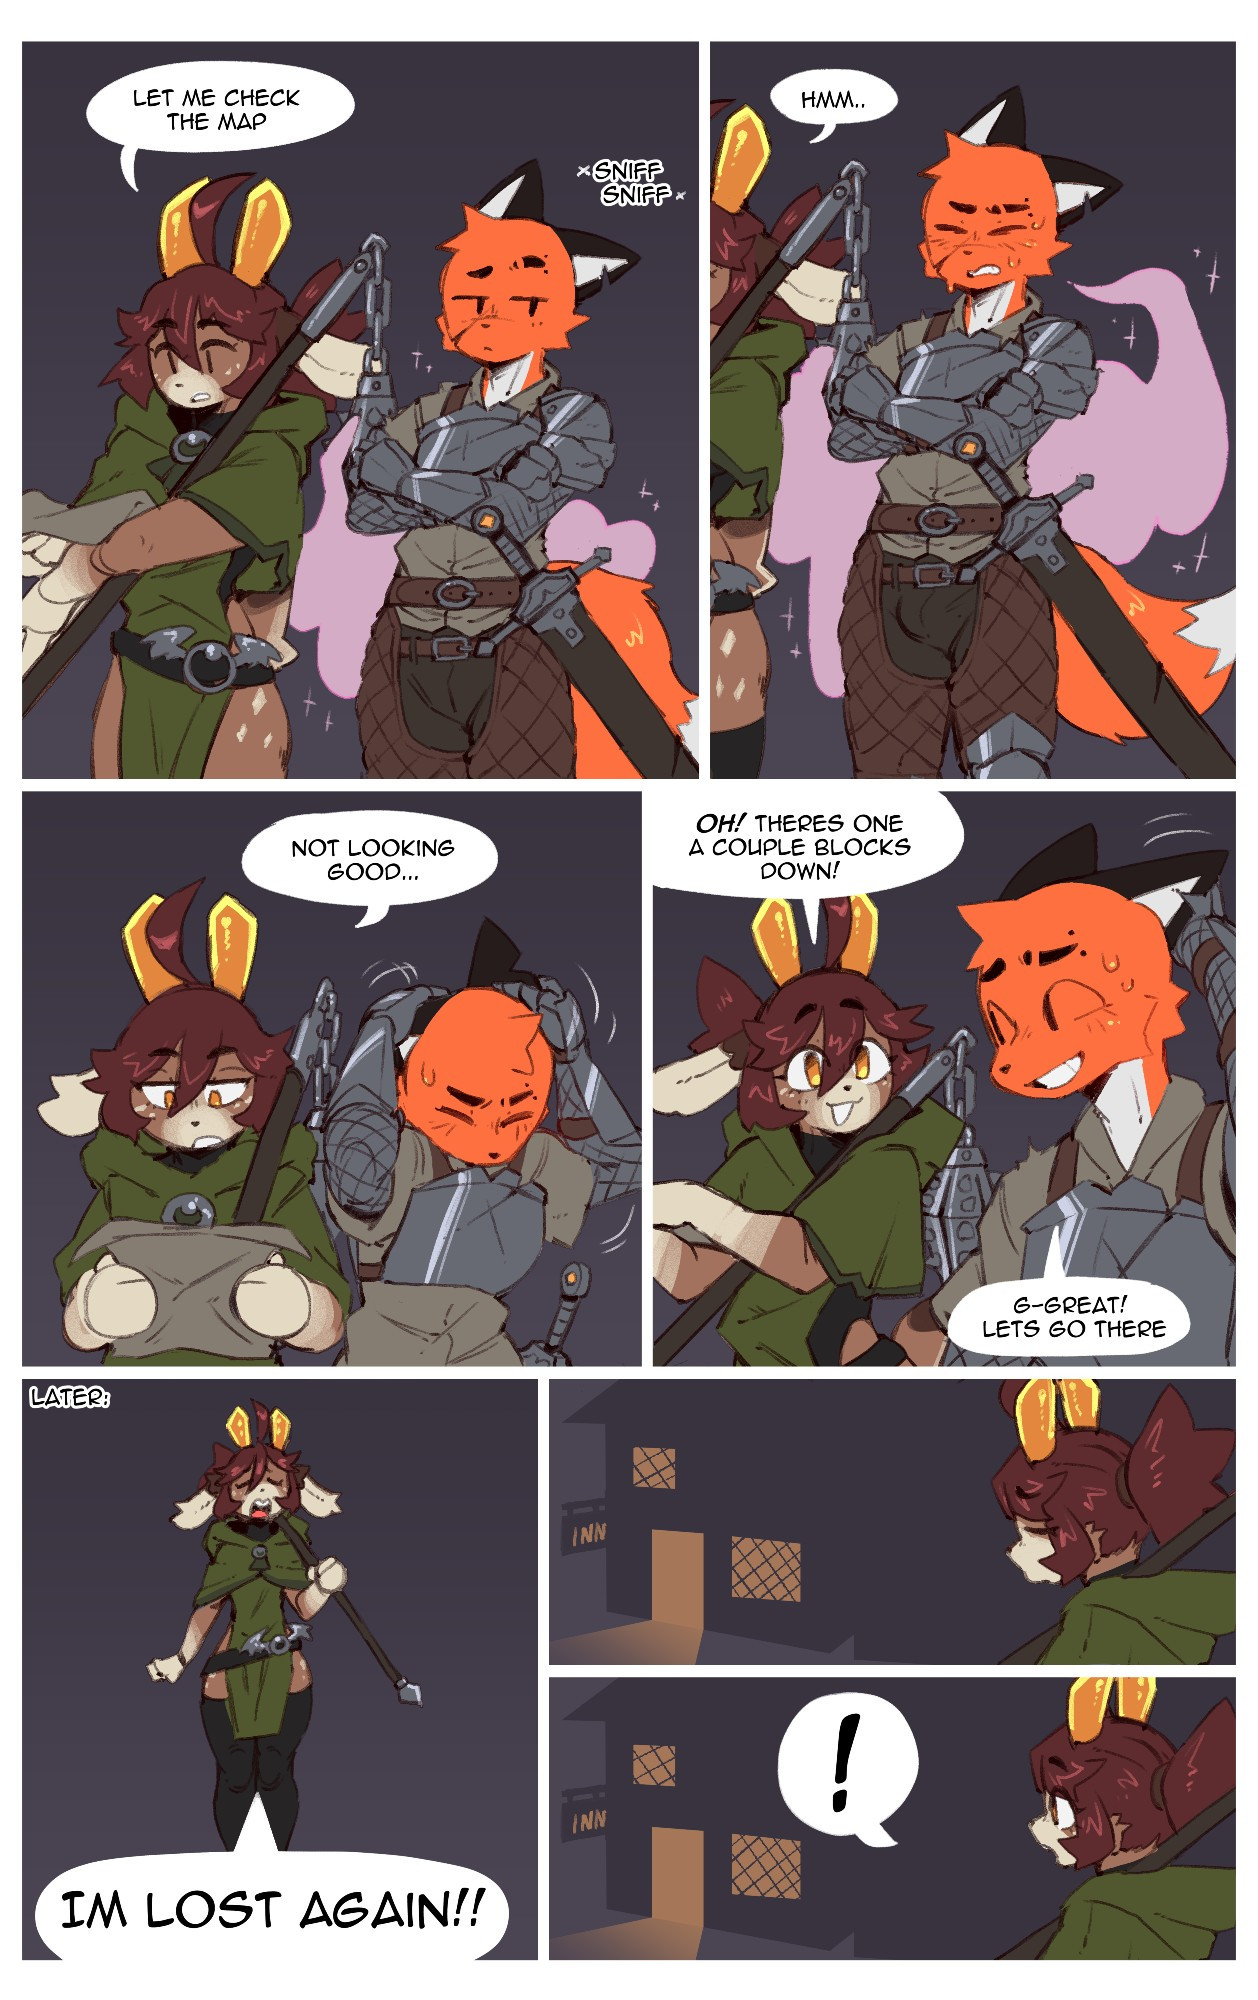 LET ME CHECK
THE MAP
*SNIFF
SNIFF*
HMM..
NOT LOOKING
GOOD...
OH! THERES ONE
A COUPLE BLOCKS
DOWN!
G-GREAT!
LETS GO THERE
LATER:
IM LOST AGAIN!!
INN
!
INN